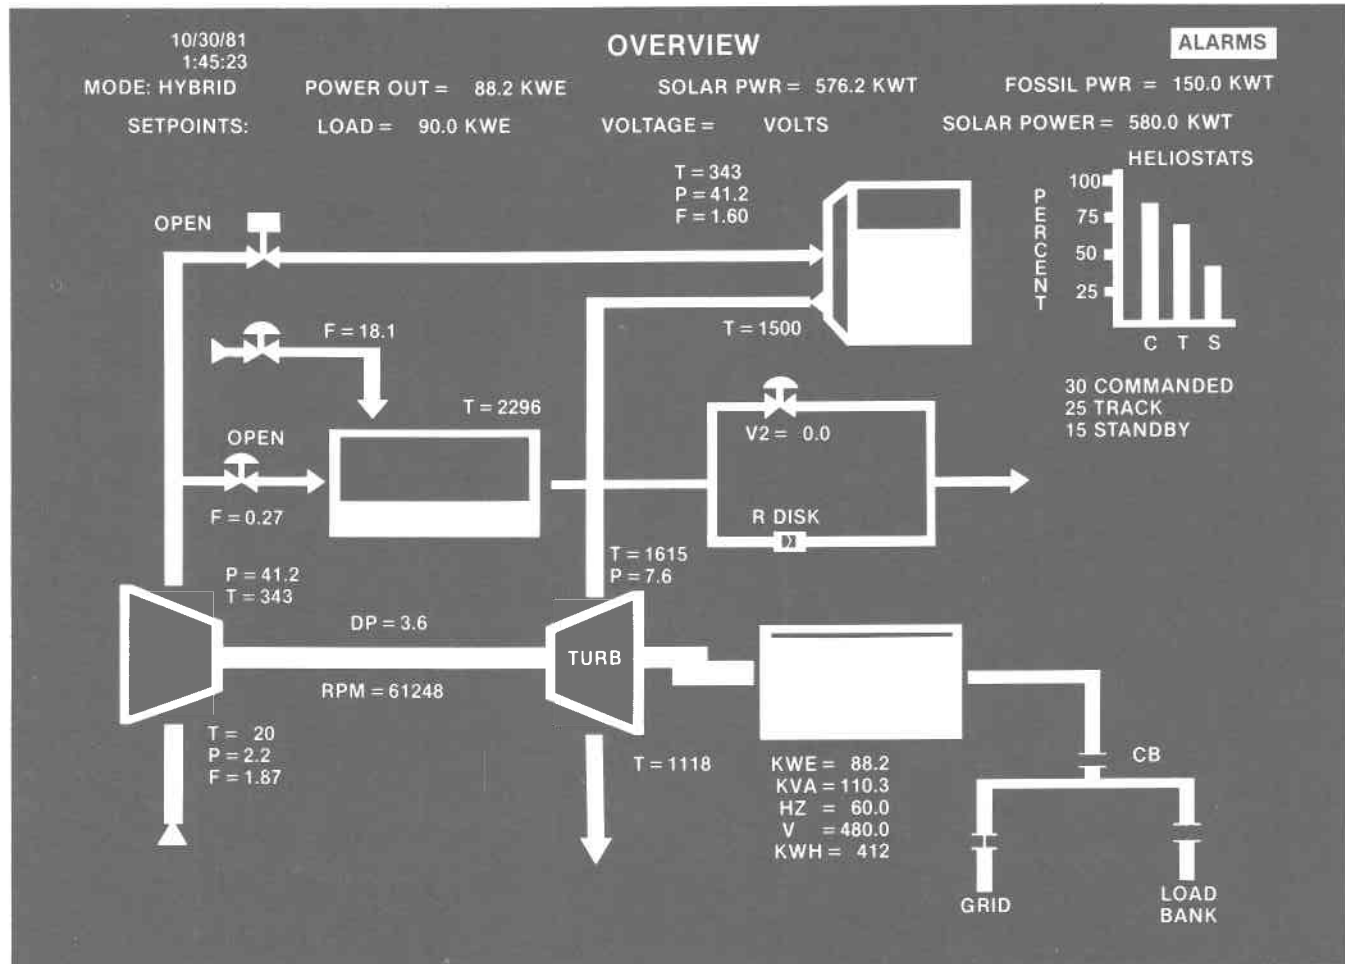 10/30/81
1:45:23
OVERVIEW
ALARMS
MODE: HYBRID POWER OUT = 88.2 KWE SOLAR PWR = 576.2 KWT FOSSIL PWR = 150.0 KWT
SETPOINTS: LOAD = 90.0 KWE VOLTAGE = VOLTS SOLAR POWER = 580.0 KWT
HELIOSTATS
T = 343
P = 41.2
F = 1.60
OPEN
PERCENT
100
75
50
25
C T S
F = 18.1
T = 1500
30 COMMANDED
25 TRACK
15 STANDBY
T = 2296
OPEN
V2 = 0.0
F = 0.27
R DISK
T = 1615
P = 7.6
P = 41.2
T = 343
DP = 3.6
TURB
RPM = 61248
T = 20
P = 2.2
F = 1.87
T = 1118
KWE = 88.2
KVA = 110.3
HZ = 60.0
V = 480.0
KWH = 412
CB
GRID
LOAD
BANK